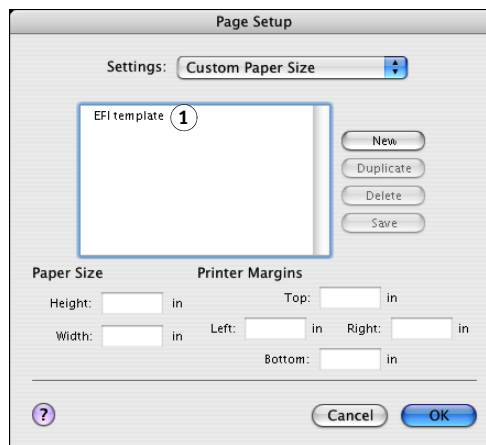 Page Setup
Settings: Custom Paper Size
EFI template 1
New
Duplicate
Delete
Save
Paper Size
Height: in
Width: in
Printer Margins
Top: in
Left: in Right: in
Bottom: in
?
Cancel
OK